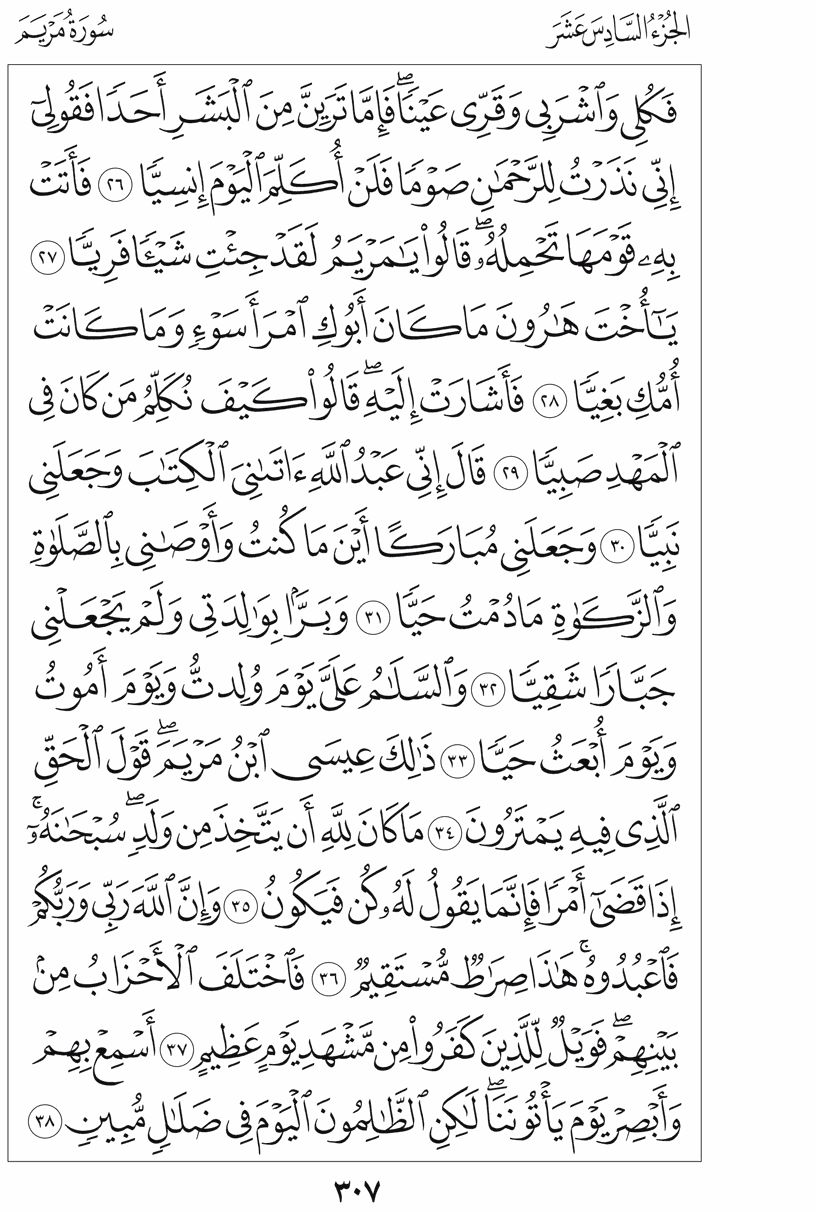 الجُزْءُ السَّادِسَ عَشَرَ
سُورَةُ مَرْيَمَ
فَكُلِى وَٱشْرَبِى وَقَرِّى عَيْنًاۖ فَإِمَّا تَرَيِنَّ مِنَ ٱلْبَشَرِ أَحَدًا فَقُولِىٓ
إِنِّى نَذَرْتُ لِلرَّحْمَٰنِ صَوْمًا فَلَنْ أُكَلِّمَ ٱلْيَوْمَ إِنسِيًّا ٢٦ فَأَتَتْ
بِهِۦ قَوْمَهَا تَحْمِلُهُۥۖ قَالُوا۟ يَٰمَرْيَمُ لَقَدْ جِئْتِ شَيْـًٔا فَرِيًّا ٢٧
يَٰٓأُخْتَ هَٰرُونَ مَا كَانَ أَبُوكِ ٱمْرَأَ سَوْءٍ وَمَا كَانَتْ
أُمُّكِ بَغِيًّا ٢٨ فَأَشَارَتْ إِلَيْهِۖ قَالُوا۟ كَيْفَ نُكَلِّمُ مَن كَانَ فِى
ٱلْمَهْدِ صَبِيًّا ٢٩ قَالَ إِنِّى عَبْدُ ٱللَّهِ ءَاتَىٰنِىَ ٱلْكِتَٰبَ وَجَعَلَنِى
نَبِيًّا ٣٠ وَجَعَلَنِى مُبَارَكًا أَيْنَ مَا كُنتُ وَأَوْصَٰنِى بِٱلصَّلَوٰةِ
وَٱلزَّكَوٰةِ مَا دُمْتُ حَيًّا ٣١ وَبَرًّۢا بِوَٰلِدَتِى وَلَمْ يَجْعَلْنِى
جَبَّارًا شَقِيًّا ٣٢ وَٱلسَّلَٰمُ عَلَىَّ يَوْمَ وُلِدتُّ وَيَوْمَ أَمُوتُ
وَيَوْمَ أُبْعَثُ حَيًّا ٣٣ ذَٰلِكَ عِيسَى ٱبْنُ مَرْيَمَۖ قَوْلَ ٱلْحَقِّ
ٱلَّذِى فِيهِ يَمْتَرُونَ ٣٤ مَا كَانَ لِلَّهِ أَن يَتَّخِذَ مِن وَلَدٍۖ سُبْحَٰنَهُۥٓۚ
إِذَا قَضَىٰٓ أَمْرًا فَإِنَّمَا يَقُولُ لَهُۥ كُن فَيَكُونُ ٣٥ وَإِنَّ ٱللَّهَ رَبِّى وَرَبُّكُمْ
فَٱعْبُدُوهُۚ هَٰذَا صِرَٰطٌ مُّسْتَقِيمٌ ٣٦ فَٱخْتَلَفَ ٱلْأَحْزَابُ مِنۢ
بَيْنِهِمْۖ فَوَيْلٌ لِّلَّذِينَ كَفَرُوا۟ مِن مَّشْهَدِ يَوْمٍ عَظِيمٍ ٣٧ أَسْمِعْ بِهِمْ
وَأَبْصِرْ يَوْمَ يَأْتُونَنَاۖ لَٰكِنِ ٱلظَّٰلِمُونَ ٱلْيَوْمَ فِى ضَلَٰلٍ مُّبِينٍ ٣٨
٣٠٧